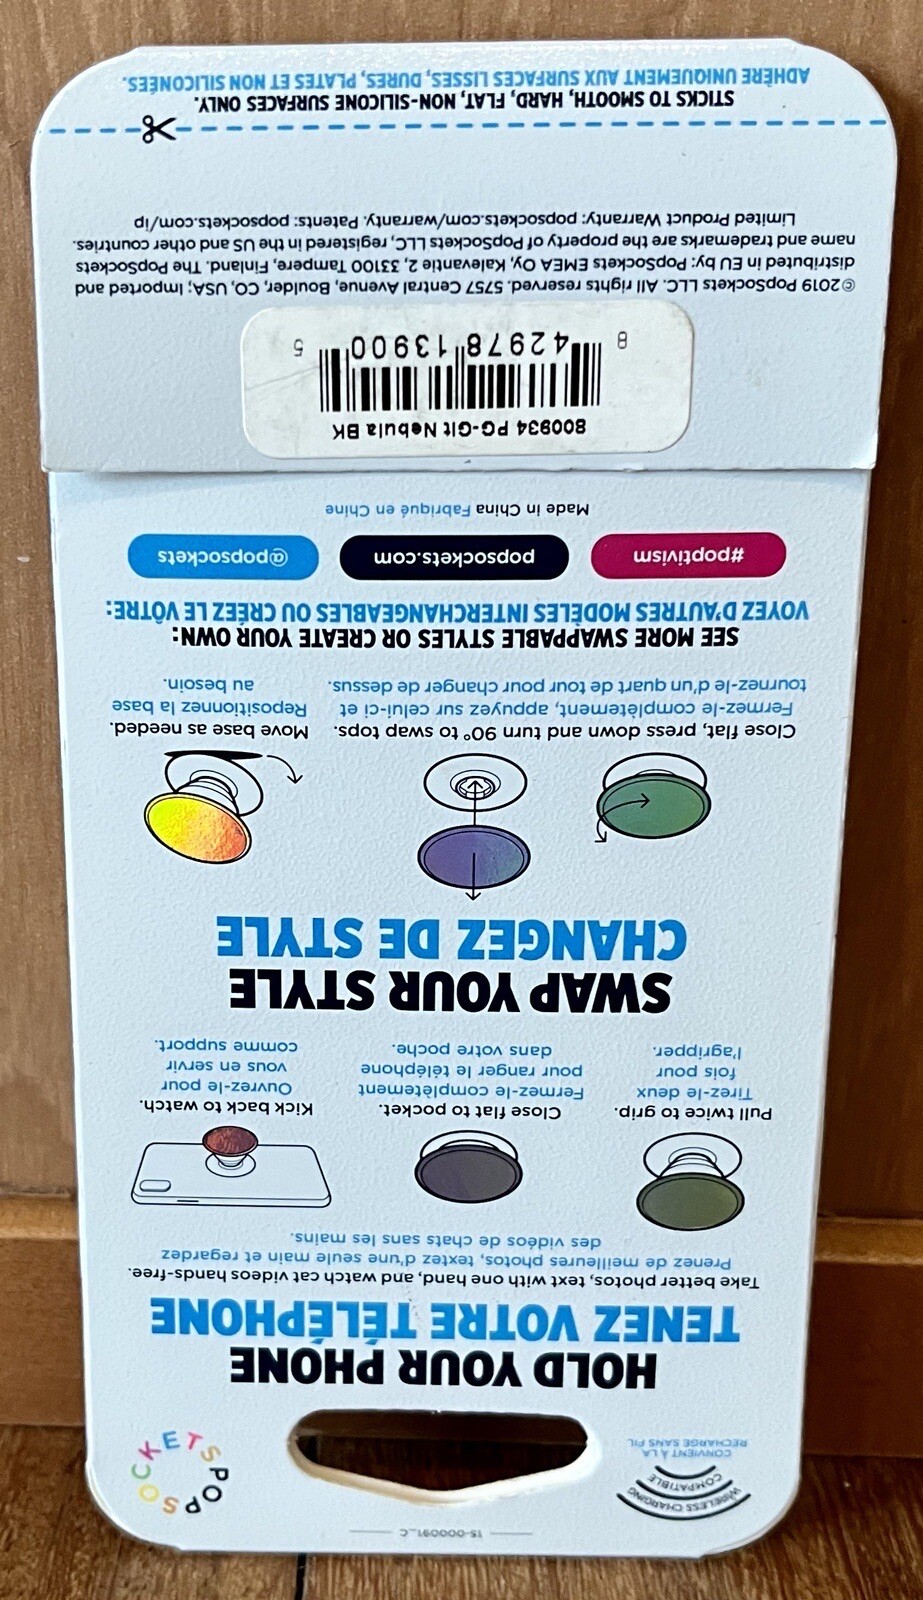 15-000091_C
WIRELESS CHARGING
COMPATIBLE
CONVIENT À LA
RECHARGE SANS FIL
POPSOCKETS
HOLD YOUR PHONE
TENEZ VOTRE TÉLÉPHONE
Take better photos, text with one hand, and watch cat videos hands-free.
Prenez de meilleures photos, textez d'une seule main et regardez
des vidéos de chats sans les mains.
Pull twice to grip.
Tirez-le deux
fois pour
l'agripper.
Close flat to pocket.
Fermez-le complètement
pour ranger le téléphone
dans votre poche.
Kick back to watch.
Ouvrez-le pour
vous en servir
comme support.
SWAP YOUR STYLE
CHANGEZ DE STYLE
Close flat, press down and turn 90° to swap tops.
Fermez-le complètement, appuyez sur celui-ci et
tournez-le d'un quart de tour pour changer de dessus.
Move base as needed.
Repositionnez la base
au besoin.
SEE MORE SWAPPABLE STYLES OR CREATE YOUR OWN:
VOYEZ D'AUTRES MODÈLES INTERCHANGEABLES OU CRÉEZ LE VÔTRE:
#poptivism
popsockets.com
@popsockets
Made in China Fabriqué en Chine
800934 PG-Glt Nebula BK
8 42978 13900 5
©2019 PopSockets LLC. All rights reserved. 5757 Central Avenue, Boulder, CO, USA; Imported and
distributed in EU by: PopSockets EMEA Oy, Kalevantie 2, 33100 Tampere, Finland. The PopSockets
name and trademarks are the property of PopSockets LLC, registered in the US and other countries.
Limited Product Warranty: popsockets.com/warranty. Patents: popsockets.com/ip
STICKS TO SMOOTH, HARD, FLAT, NON-SILICONE SURFACES ONLY.
ADHÈRE UNIQUEMENT AUX SURFACES LISSES, DURES, PLATES ET NON SILICONÉES.